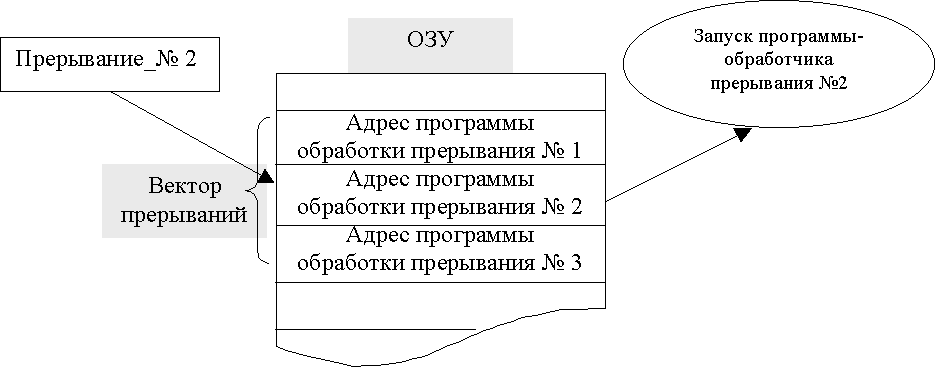 ОЗУ
Прерывание_№ 2
Запуск программы-
обработчика
прерывания №2
Адрес программы
обработки прерывания № 1
Вектор
прерываний
Адрес программы
обработки прерывания № 2
Адрес программы
обработки прерывания № 3